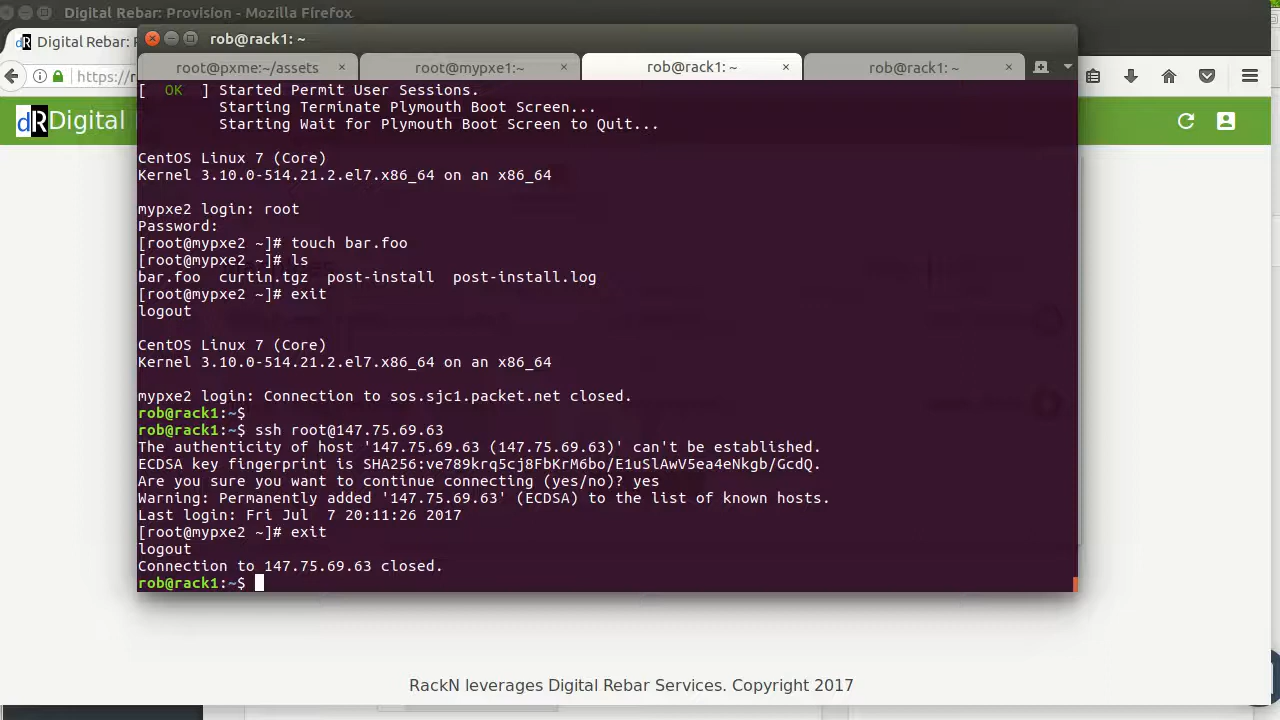 Digital Rebar: Provision - Mozilla Firefox
dR Digital Rebar: P
rob@rack1: ~
root@pxme:~/assets × root@mypxe1:~ × rob@rack1: ~ × rob@rack1: ~ ×
https://r
dR Digital
[  OK  ] Started Permit User Sessions.
         Starting Terminate Plymouth Boot Screen...
         Starting Wait for Plymouth Boot Screen to Quit...
CentOS Linux 7 (Core)
Kernel 3.10.0-514.21.2.el7.x86_64 on an x86_64
mypxe2 login: root
Password:
[root@mypxe2 ~]# touch bar.foo
[root@mypxe2 ~]# ls
bar.foo  curtin.tgz  post-install  post-install.log
[root@mypxe2 ~]# exit
logout
CentOS Linux 7 (Core)
Kernel 3.10.0-514.21.2.el7.x86_64 on an x86_64
mypxe2 login: Connection to sos.sjc1.packet.net closed.
rob@rack1:~$
rob@rack1:~$ ssh root@147.75.69.63
The authenticity of host '147.75.69.63 (147.75.69.63)' can't be established.
ECDSA key fingerprint is SHA256:ve789krq5cj8FbKrM6bo/E1uSlAwV5ea4eNkgb/GcdQ.
Are you sure you want to continue connecting (yes/no)? yes
Warning: Permanently added '147.75.69.63' (ECDSA) to the list of known hosts.
Last login: Fri Jul  7 20:11:26 2017
[root@mypxe2 ~]# exit
logout
Connection to 147.75.69.63 closed.
rob@rack1:~$
RackN leverages Digital Rebar Services. Copyright 2017